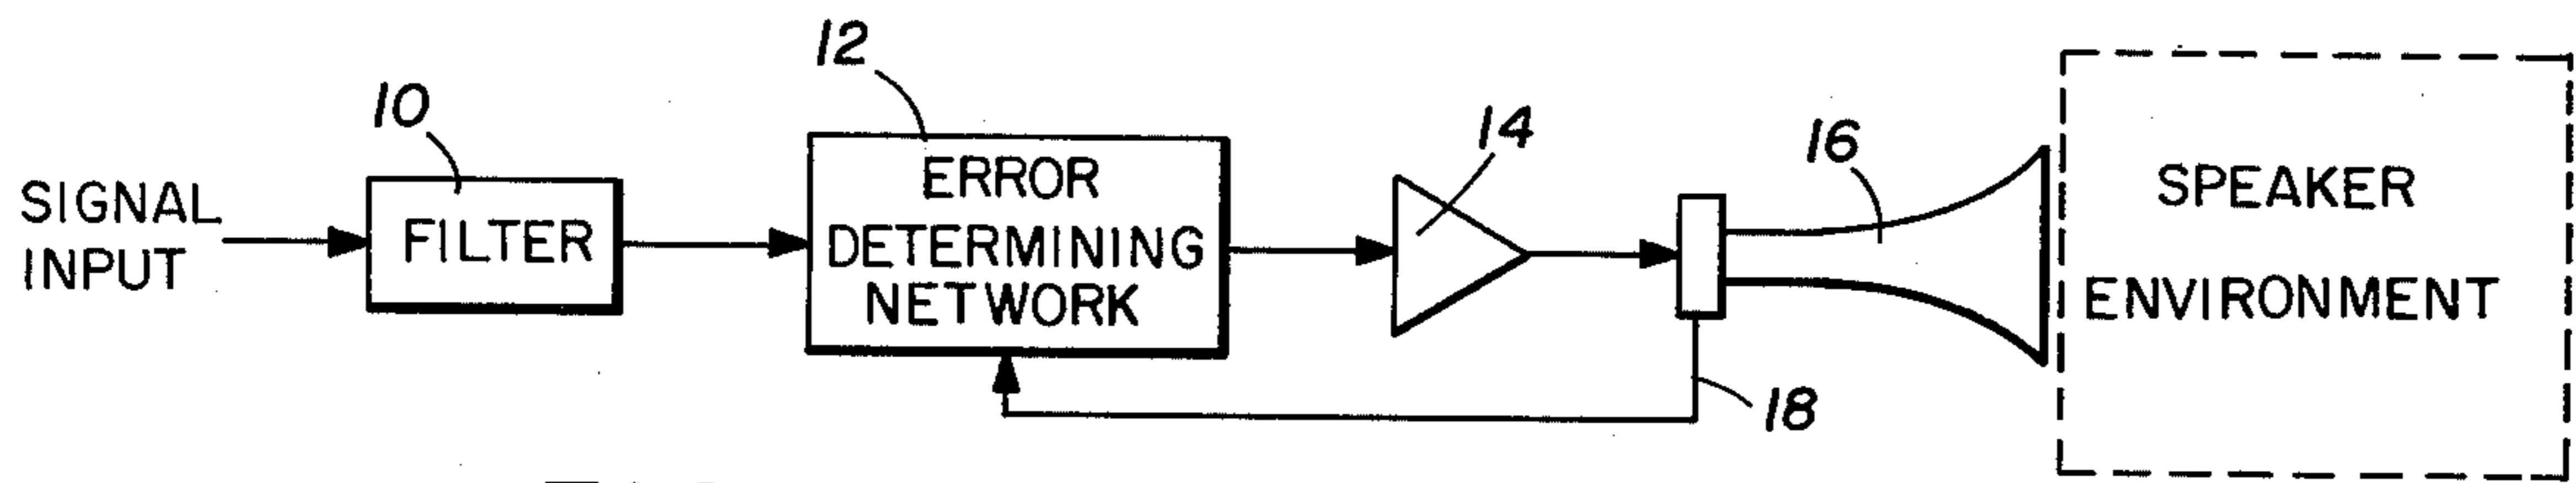 SIGNAL
INPUT
10
FILTER
12
ERROR
DETERMINING
NETWORK
14
16
18
SPEAKER
ENVIRONMENT